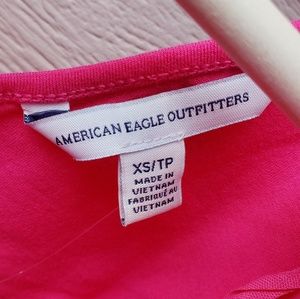 AMERICAN EAGLE OUTFITTERS
XS/TP
MADE IN
VIETNAM
FABRIQUÉ AU
VIETNAM